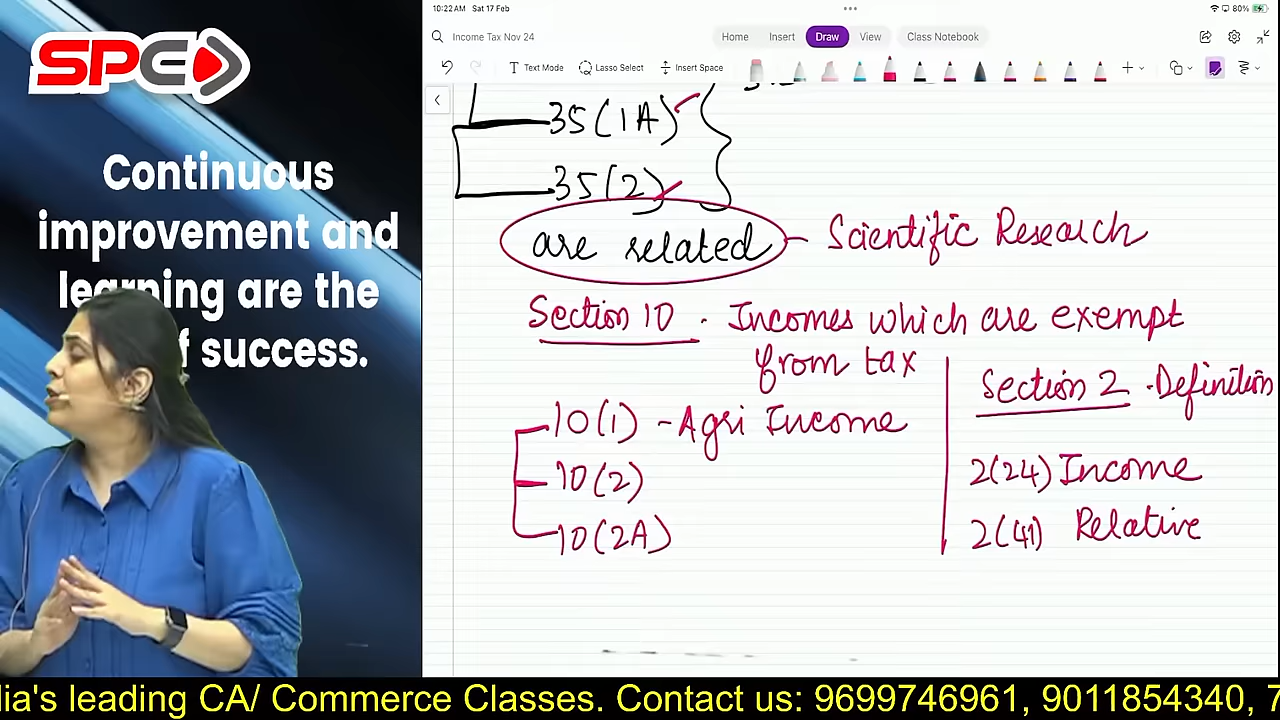 10:22 AM Sat 17 Feb
80%
Income Tax Nov 24
Home Insert Draw View Class Notebook
Text Mode Lasso Select Insert Space
SPE
Continuous
improvement and
learning are the
f success.
35(1A)
35(2)
are related - Scientific Research
Section 10 . Incomes which are exempt
from tax
Section 2 . Definition
10(1) - Agri Income
10(2)
10(2A)
2(24) Income
2(41) Relative
dia's leading CA/ Commerce Classes. Contact us: 9699746961, 9011854340, 7